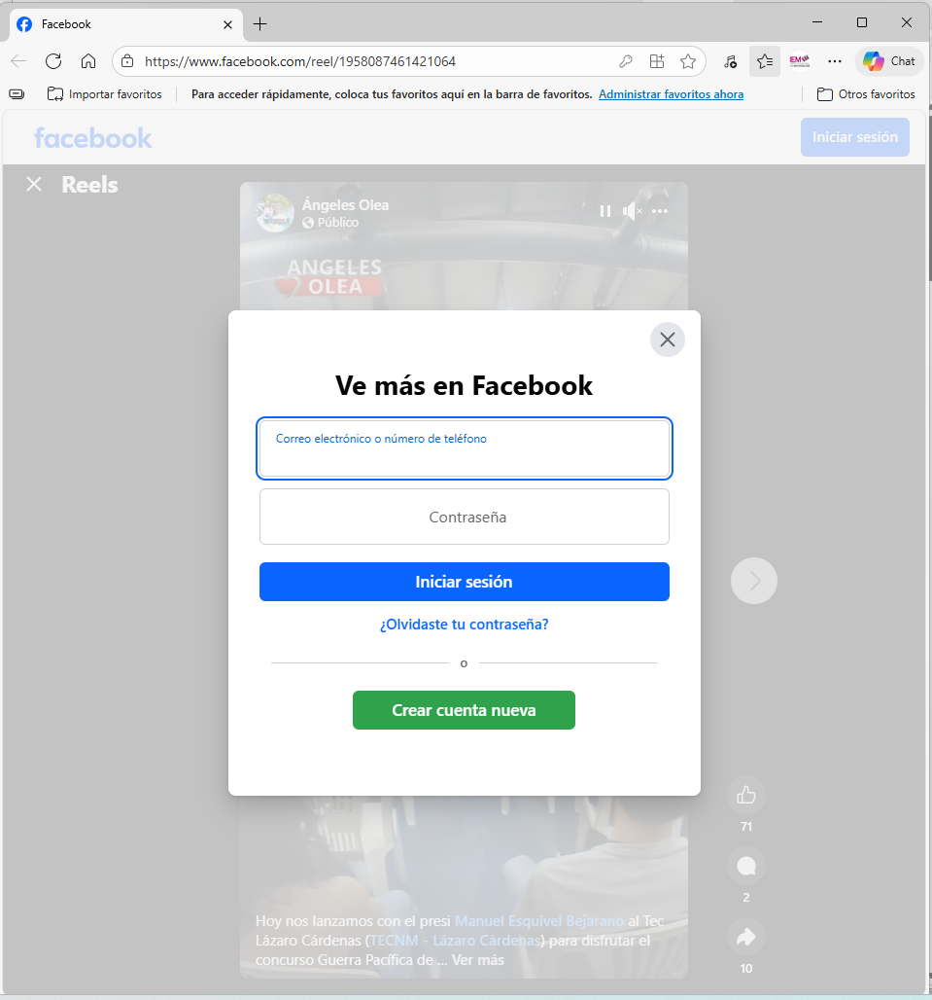 Facebook
https://www.facebook.com/reel/1958087461421064
Chat
Importar favoritos
Para acceder rápidamente, coloca tus favoritos aquí en la barra de favoritos. Administrar favoritos ahora
Otros favoritos
facebook
Iniciar sesión
Reels
Ángeles Olea
Público
ANGELES
OLEA
Ve más en Facebook
Correo electrónico o número de teléfono
Contraseña
Iniciar sesión
¿Olvidaste tu contraseña?
o
Crear cuenta nueva
71
2
10
Hoy nos lanzamos con el presi Manuel Esquivel Bejarano al Tec
Lázaro Cárdenas (TECNM - Lázaro Cárdenas) para disfrutar el
concurso Guerra Pacífica de ... Ver más